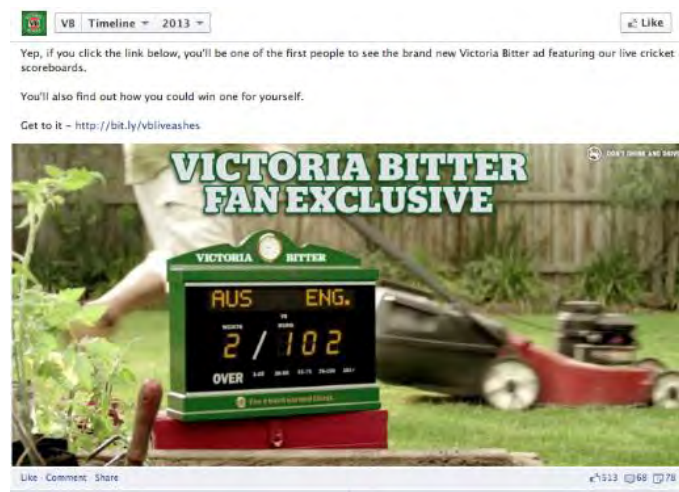 VB Timeline 2013 Like
Yep, if you click the link below, you'll be one of the first people to see the brand new Victoria Bitter ad featuring our live cricket
scoreboards.
You'll also find out how you could win one for yourself.
Get to it – http://bit.ly/vbliveashes
VICTORIA BITTER
FAN EXCLUSIVE
DON'T DRINK AND DRIVE
VICTORIA BITTER
AUS ENG.
VS
WICKETS RUNS
2 / 102
OVER
Like · Comment · Share 513 68 78